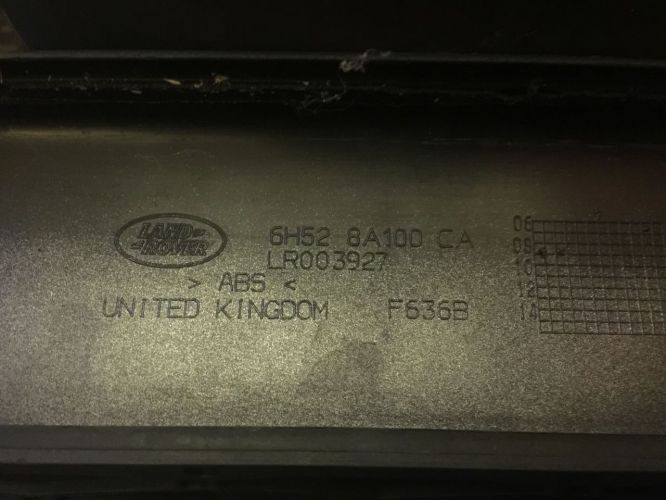 LAND
ROVER
6H52 8A100 CA
LR003927
> ABS <
UNITED KINGDOM F636B
06
08
10
12
14